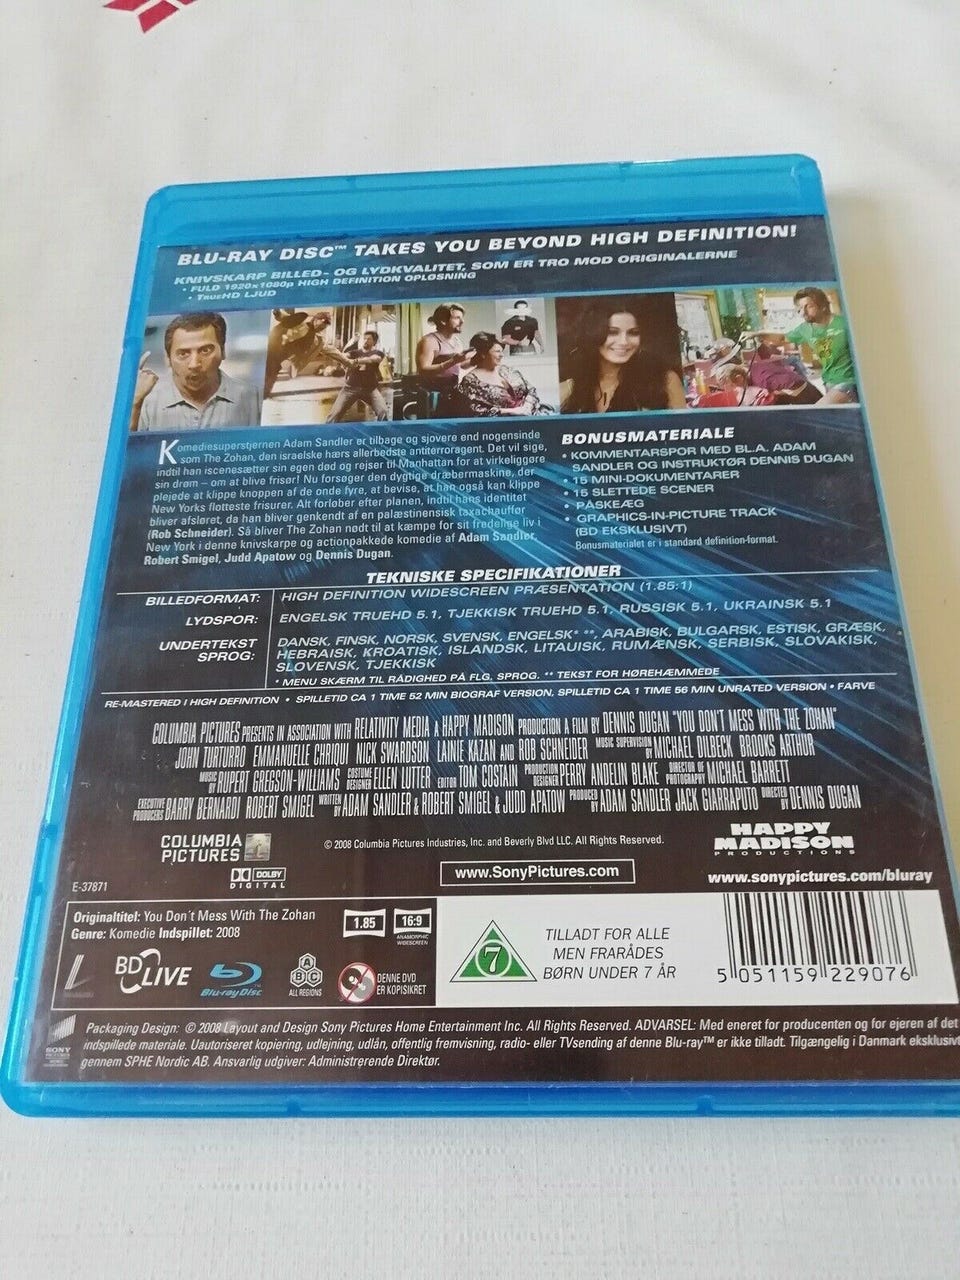 BLU-RAY DISC™ TAKES YOU BEYOND HIGH DEFINITION!
KNIVSKARP BILLED- OG LYDKVALITET, SOM ER TRO MOD ORIGINALERNE
• FULD 1920x1080p HIGH DEFINITION OPLØSNING
• TRUEHD LJUD
Komediesuperstjernen Adam Sandler er tilbage og sjovere end nogensinde
som The Zohan, den israelske hærs allerbedste antiterroragent. Det vil sige,
indtil han iscenesætter sin egen død og rejser til Manhattan for at virkeliggøre
sin drøm – om at blive frisør! Nu forsøger den dygtige dræbermaskine, der
plejede at klippe knoppen af de onde fyre, at bevise, at han også kan klippe
New Yorks flotteste frisurer. Alt forløber efter planen, indtil hans identitet
bliver afsløret, da han bliver genkendt af en palæstinensisk taxachauffør
(Rob Schneider). Så bliver The Zohan nødt til at kæmpe for sit fredelige liv i
New York i denne knivskarpe og actionpakkede komedie af Adam Sandler,
Robert Smigel, Judd Apatow og Dennis Dugan.
BONUSMATERIALE
• KOMMENTARSPOR MED BL.A. ADAM
SANDLER OG INSTRUKTØR DENNIS DUGAN
• 15 MINI-DOKUMENTARER
• 15 SLETTEDE SCENER
• PÅSKEÆG
• GRAPHICS-IN-PICTURE TRACK
(BD EKSKLUSIVT)
Bonusmaterialet er i standard definition-format.
TEKNISKE SPECIFIKATIONER
BILLEDFORMAT: HIGH DEFINITION WIDESCREEN PRÆSENTATION (1.85:1)
LYDSPOR: ENGELSK TRUEHD 5.1, TJEKKISK TRUEHD 5.1, RUSSISK 5.1, UKRAINSK 5.1
UNDERTEKST SPROG: DANSK, FINSK, NORSK, SVENSK, ENGELSK* **, ARABISK, BULGARSK, ESTISK, GRÆSK,
HEBRAISK, KROATISK, ISLANDSK, LITAUISK, RUMÆNSK, SERBISK, SLOVAKISK,
SLOVENSK, TJEKKISK
* MENU SKÆRM TIL RÅDIGHED PÅ FLG. SPROG. ** TEKST FOR HØREHÆMMEDE
RE-MASTERED I HIGH DEFINITION • SPILLETID CA 1 TIME 52 MIN BIOGRAF VERSION. SPILLETID CA 1 TIME 56 MIN UNRATED VERSION • FARVE
COLUMBIA PICTURES PRESENTS IN ASSOCIATION WITH RELATIVITY MEDIA A HAPPY MADISON PRODUCTION A FILM BY DENNIS DUGAN "YOU DON'T MESS WITH THE ZOHAN"
JOHN TURTURRO EMMANUELLE CHRIQUI NICK SWARDSON LAINIE KAZAN AND ROB SCHNEIDER MUSIC SUPERVISION BY MICHAEL DILBECK BROOKS ARTHUR
MUSIC BY RUPERT GREGSON-WILLIAMS COSTUME DESIGNER ELLEN LUTTER EDITOR TOM COSTAIN PRODUCTION DESIGNER PERRY ANDELIN BLAKE DIRECTOR OF PHOTOGRAPHY MICHAEL BARRETT
EXECUTIVE PRODUCERS BARRY BERNARDI ROBERT SMIGEL WRITTEN BY ADAM SANDLER & ROBERT SMIGEL & JUDD APATOW PRODUCED BY ADAM SANDLER JACK GIARRAPUTO DIRECTED BY DENNIS DUGAN
COLUMBIA
PICTURES
© 2008 Columbia Pictures Industries, Inc. and Beverly Blvd LLC. All Rights Reserved.
HAPPY
MADISON
PRODUCTIONS
DOLBY
DIGITAL
www.SonyPictures.com
www.sonypictures.com/bluray
E-37871
Originaltitel: You Don´t Mess With The Zohan
Genre: Komedie Indspillet: 2008
1.85
16:9
ANAMORPHIC
WIDESCREEN
BD LIVE
Blu-ray Disc
A
B C
ALL REGIONS
DENNE DVD
ER KOPISIKRET
7
TILLADT FOR ALLE
MEN FRARÅDES
BØRN UNDER 7 ÅR
5 051159 229076
SONY
PICTURES
Packaging Design: © 2008 Layout and Design Sony Pictures Home Entertainment Inc. All Rights Reserved. ADVARSEL: Med eneret for producenten og for ejeren af det
indspillede materiale. Uautoriseret kopiering, udlejning, udlån, offentlig fremvisning, radio- eller TVsending af denne Blu-ray™ er ikke tilladt. Tilgængelig i Danmark eksklusivt
gennem SPHE Nordic AB. Ansvarlig udgiver: Administrerende Direktør.